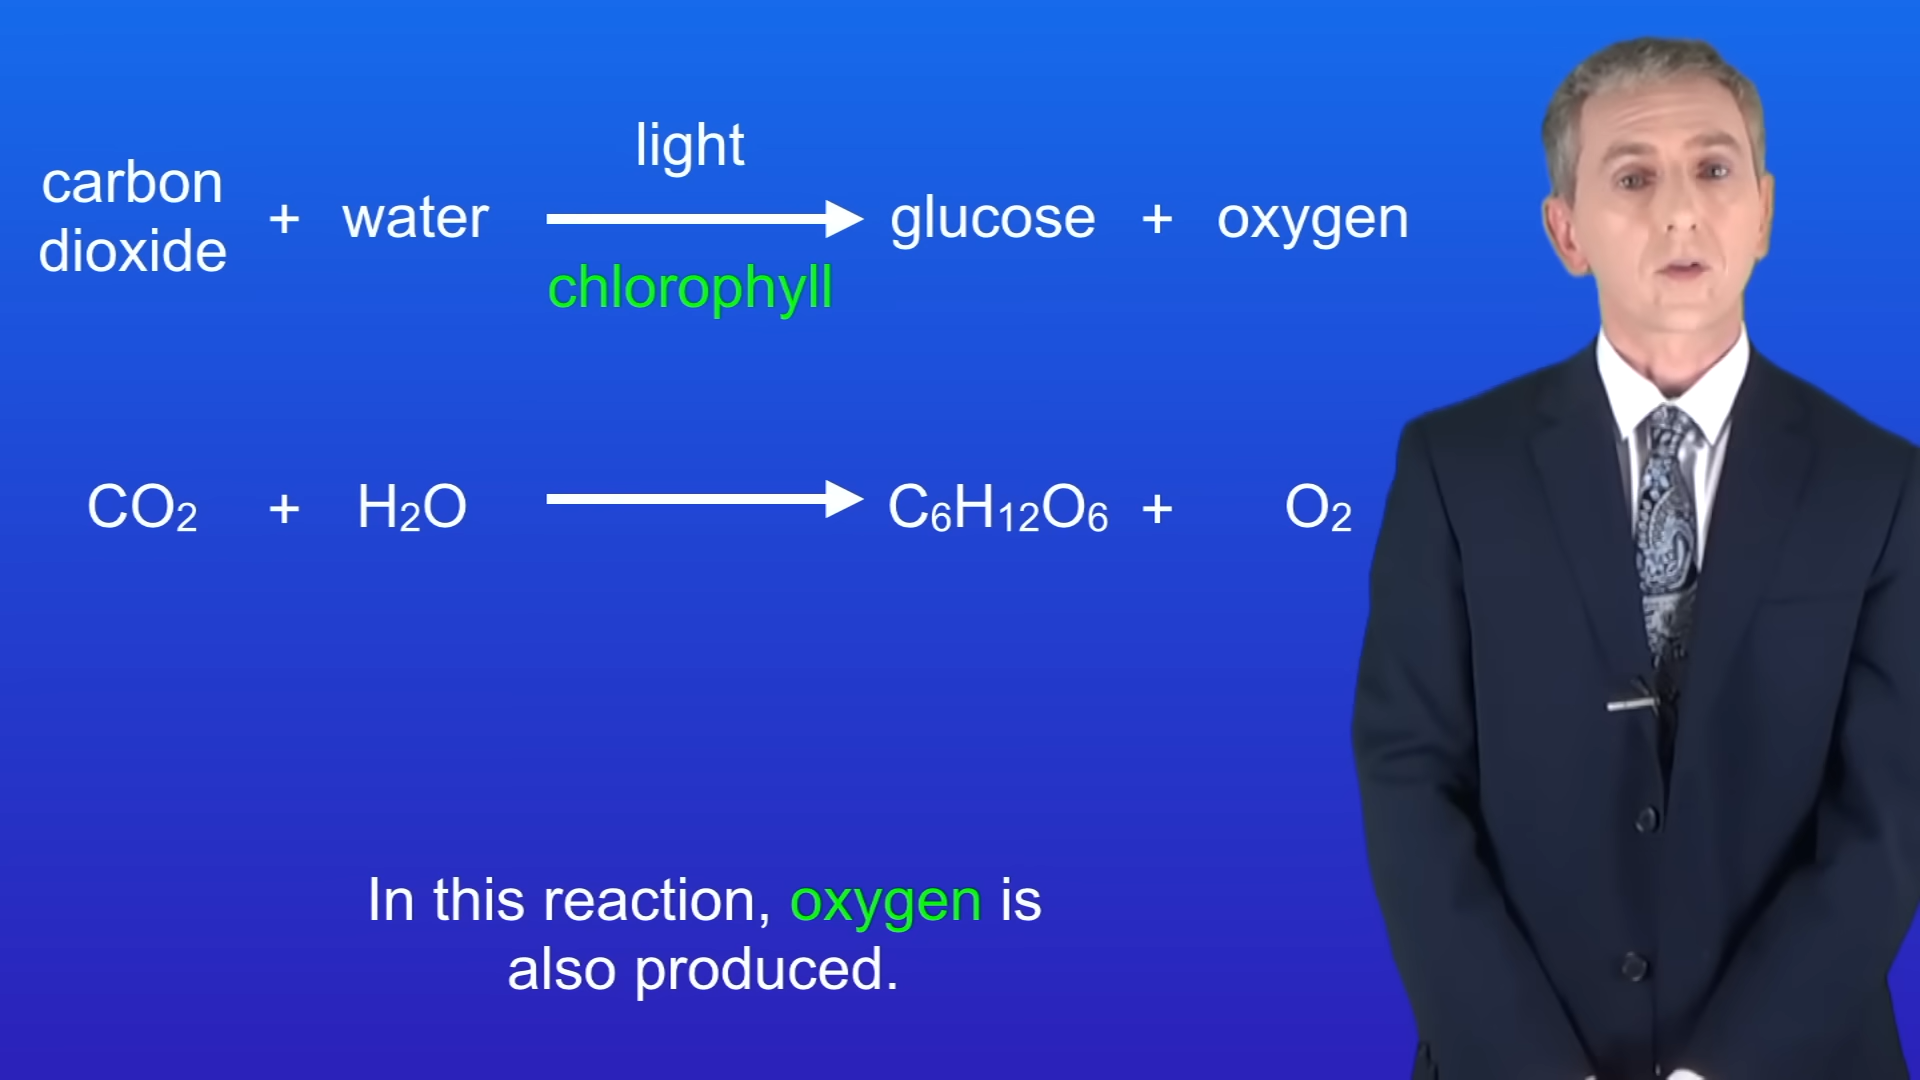 light
carbon dioxide + water → glucose + oxygen
chlorophyll
CO₂ + H₂O → C₆H₁₂O₆ + O₂
In this reaction, oxygen is
also produced.